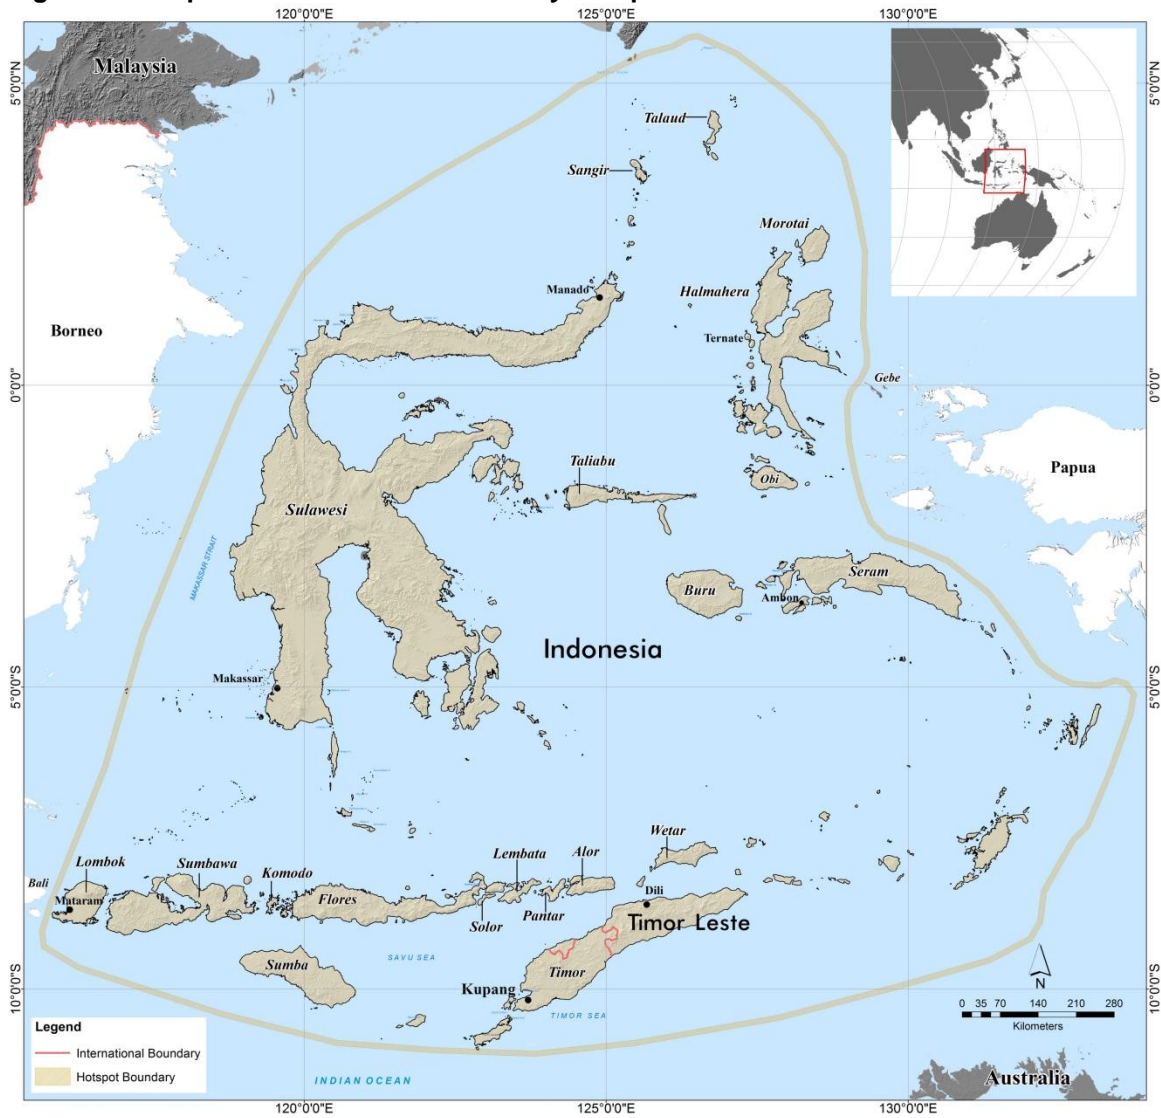 120°0'0"E
125°0'0"E
130°0'0"E
Malaysia
5°0'0"N
5°0'0"N
Talaud
Sangir
Morotai
Manado
Halmahera
Borneo
Ternate
0°0'0"
Gebe
0°0'0"
Taliabu
Papua
Obi
Sulawesi
MAKASSAR STRAIT
Seram
Buru
Ambon
Indonesia
Makassar
5°0'0"S
5°0'0"S
Wetar
Lembata
Alor
Lombok
Sumbawa
Komodo
Bali
Dili
Mataram
Flores
Solor
Pantar
Timor Leste
SAVU SEA
Sumba
Timor
Kupang
10°0'0"S
10°0'0"S
N
TIMOR SEA
0 35 70 140 210 280
Kilometers
Legend
International Boundary
Hotspot Boundary
INDIAN OCEAN
Australia
120°0'0"E
125°0'0"E
130°0'0"E